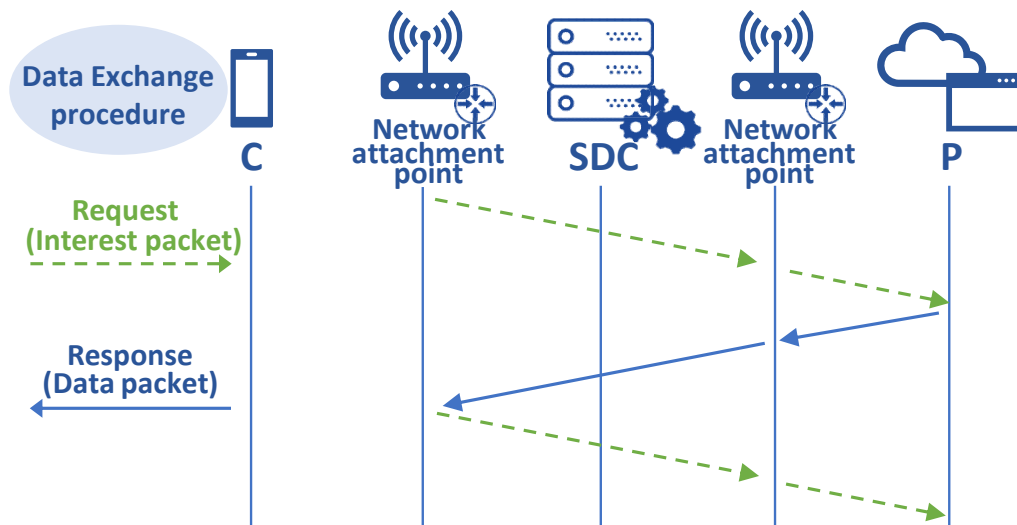 Data Exchange
procedure
C
Network
attachment
point
SDC
Network
attachment
point
P
Request
(Interest packet)
Response
(Data packet)